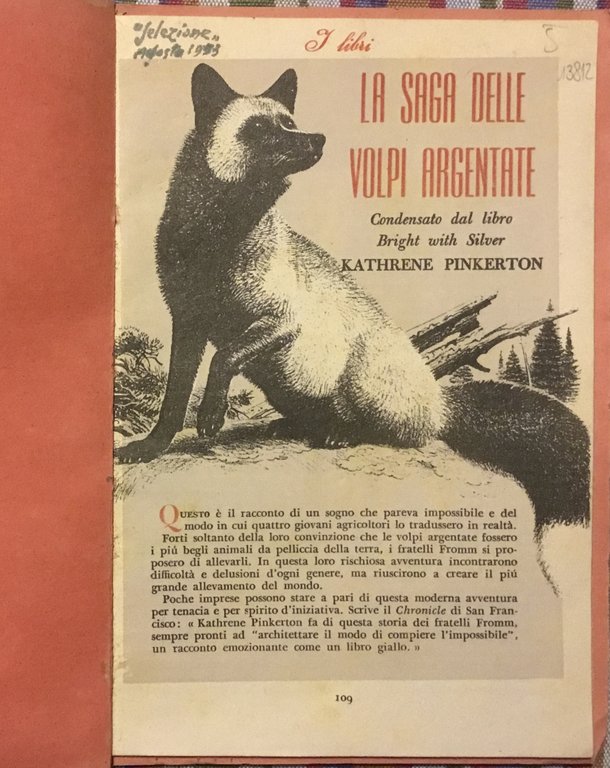 "Selezione"
Agosto 1953
I libri
5
13812
LA SAGA DELLE
VOLPI ARGENTATE
Condensato dal libro
Bright with Silver
KATHRENE PINKERTON
QUESTO è il racconto di un sogno che pareva impossibile e del
modo in cui quattro giovani agricoltori lo tradussero in realtà.
Forti soltanto della loro convinzione che le volpi argentate fossero
i piú begli animali da pelliccia della terra, i fratelli Fromm si pro-
posero di allevarli. In questa loro rischiosa avventura incontrarono
difficoltà e delusioni d'ogni genere, ma riuscirono a creare il piú
grande allevamento del mondo.
Poche imprese possono stare a pari di questa moderna avventura
per tenacia e per spirito d'iniziativa. Scrive il Chronicle di San Fran-
cisco: « Kathrene Pinkerton fa di questa storia dei fratelli Fromm,
sempre pronti ad "architettare il modo di compiere l'impossibile",
un racconto emozionante come un libro giallo. »
109